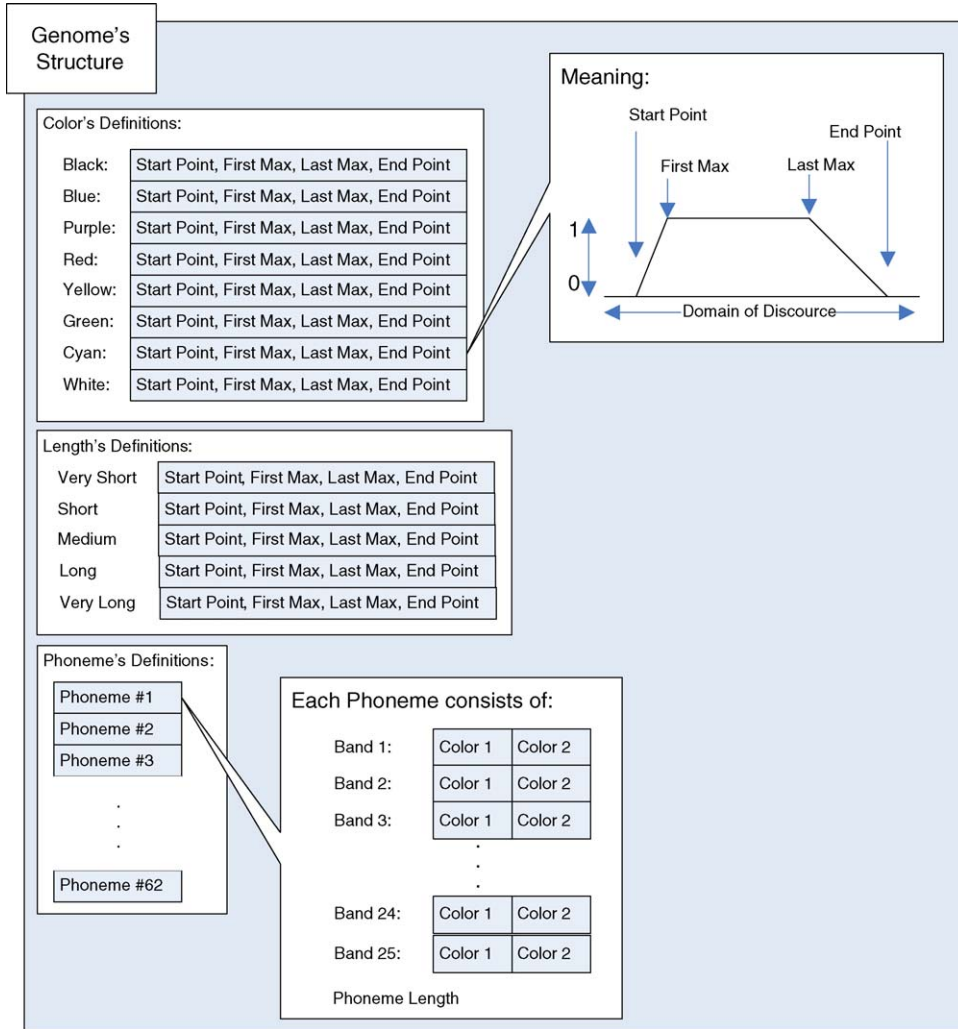 Genome's
Structure
Color's Definitions:
Black: Start Point, First Max, Last Max, End Point
Blue: Start Point, First Max, Last Max, End Point
Purple: Start Point, First Max, Last Max, End Point
Red: Start Point, First Max, Last Max, End Point
Yellow: Start Point, First Max, Last Max, End Point
Green: Start Point, First Max, Last Max, End Point
Cyan: Start Point, First Max, Last Max, End Point
White: Start Point, First Max, Last Max, End Point
Meaning:
Start Point
End Point
First Max
Last Max
1
0
Domain of Discource
Length's Definitions:
Very Short Start Point, First Max, Last Max, End Point
Short Start Point, First Max, Last Max, End Point
Medium Start Point, First Max, Last Max, End Point
Long Start Point, First Max, Last Max, End Point
Very Long Start Point, First Max, Last Max, End Point
Phoneme's Definitions:
Phoneme #1
Phoneme #2
Phoneme #3
.
.
.
Phoneme #62
Each Phoneme consists of:
Band 1: Color 1 Color 2
Band 2: Color 1 Color 2
Band 3: Color 1 Color 2
.
.
.
Band 24: Color 1 Color 2
Band 25: Color 1 Color 2
Phoneme Length